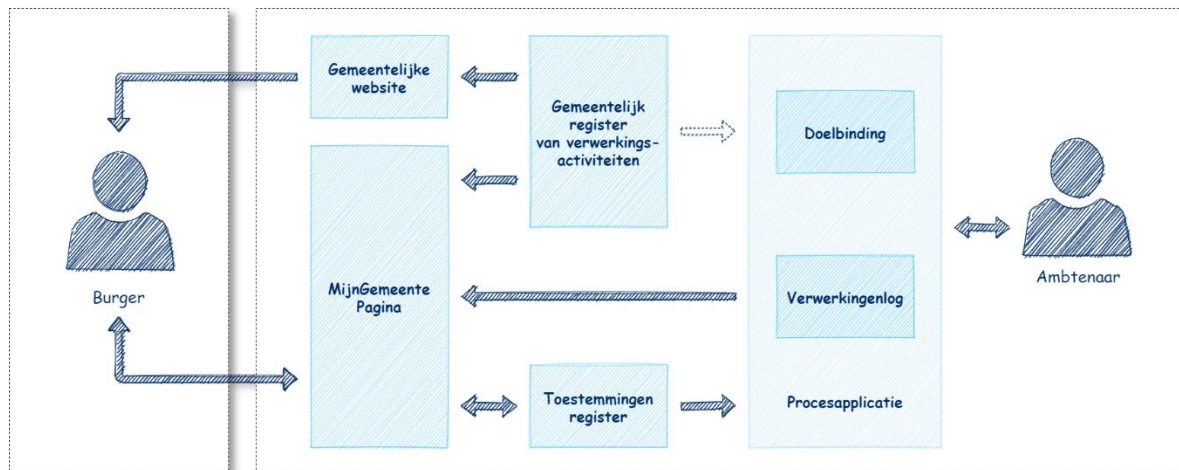 Gemeentelijke
website
Gemeentelijk
register
van verwerkings-
activiteiten
Doelbinding
Burger
MijnGemeente
Pagina
Verwerkingenlog
Ambtenaar
Toestemmingen
register
Procesapplicatie